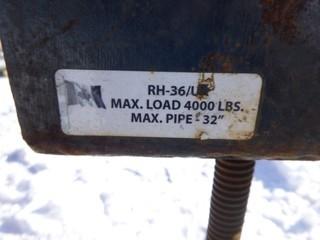 RH-36/U
MAX. LOAD 4000 LBS.
MAX. PIPE - 32"